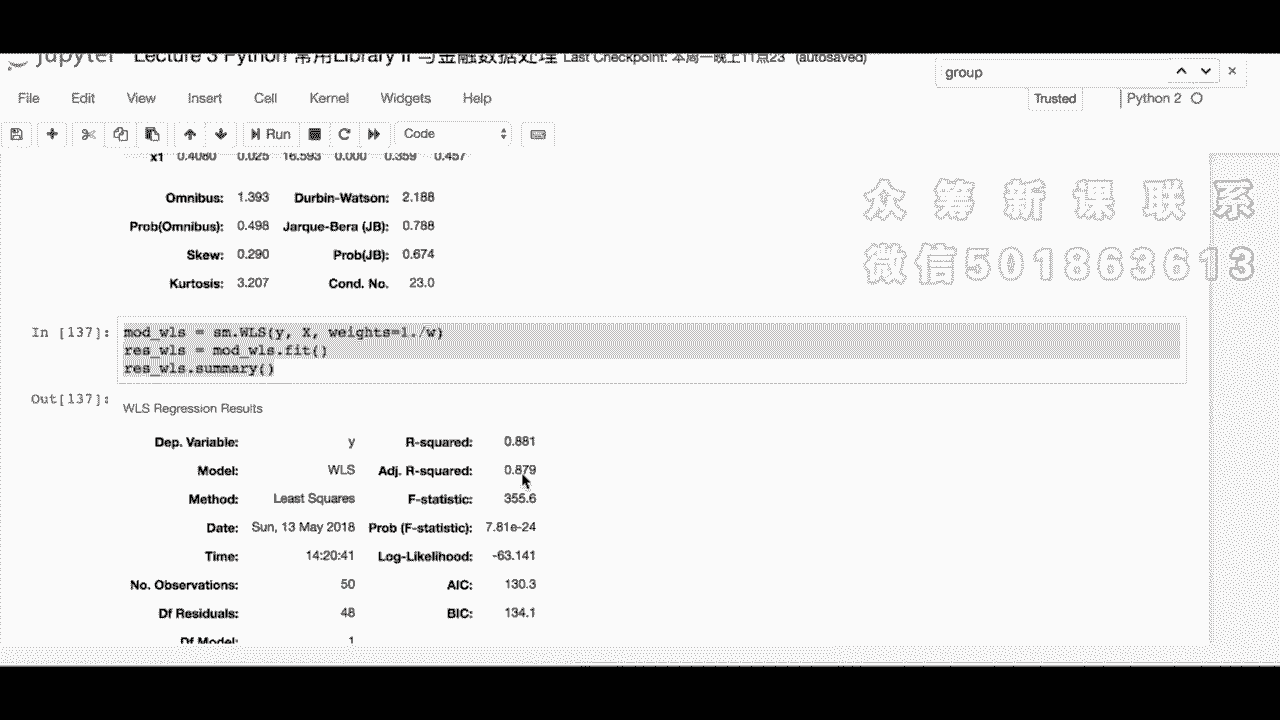 jupyter Lecture 3 Python 常用Library II 与金融数据处理 Last Checkpoint: 本周一晚上11点23 (autosaved)
group
File Edit View Insert Cell Kernel Widgets Help
Trusted Python 2
Run Code
x1 0.4080 0.025 16.593 0.000 0.359 0.457
众筹新课联系
微信501863613
Omnibus: 1.393 Durbin-Watson: 2.188
Prob(Omnibus): 0.498 Jarque-Bera (JB): 0.788
Skew: 0.290 Prob(JB): 0.674
Kurtosis: 3.207 Cond. No. 23.0
In [137]: mod_wls = sm.WLS(y, X, weights=1./w)
res_wls = mod_wls.fit()
res_wls.summary()
Out[137]: WLS Regression Results
Dep. Variable: y R-squared: 0.881
Model: WLS Adj. R-squared: 0.879
Method: Least Squares F-statistic: 355.6
Date: Sun, 13 May 2018 Prob (F-statistic): 7.81e-24
Time: 14:20:41 Log-Likelihood: -63.141
No. Observations: 50 AIC: 130.3
Df Residuals: 48 BIC: 134.1
Df Model: 1